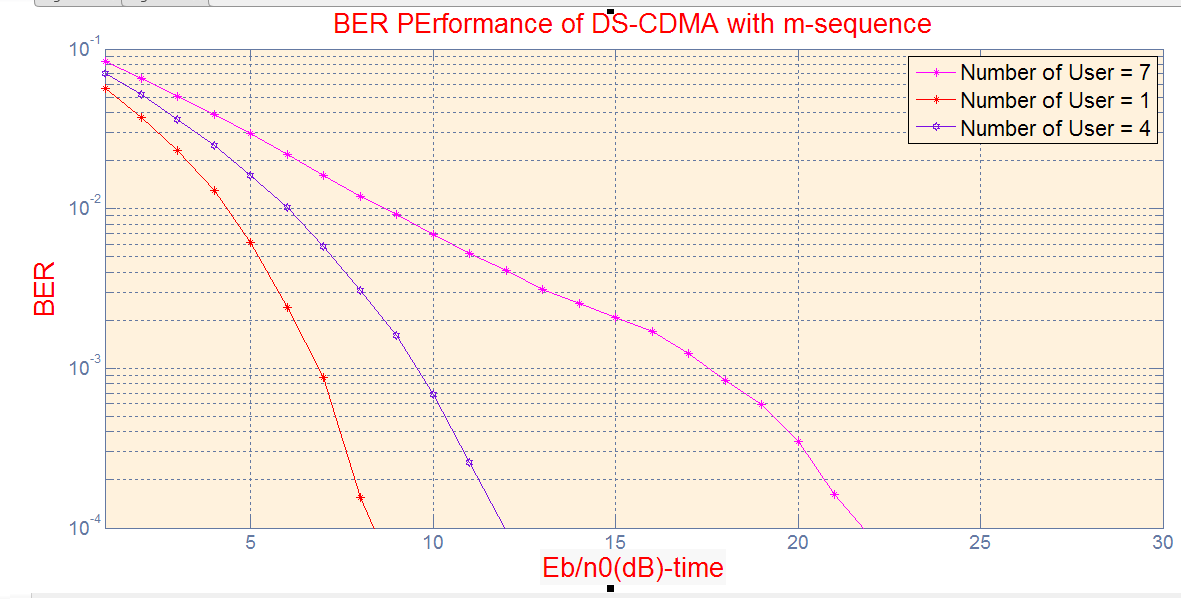 BER PErformance of DS-CDMA with m-sequence
10-1
Number of User = 7
Number of User = 1
Number of User = 4
10-2
BER
10-3
10-4
5 10 15 20 25 30
Eb/n0(dB)-time